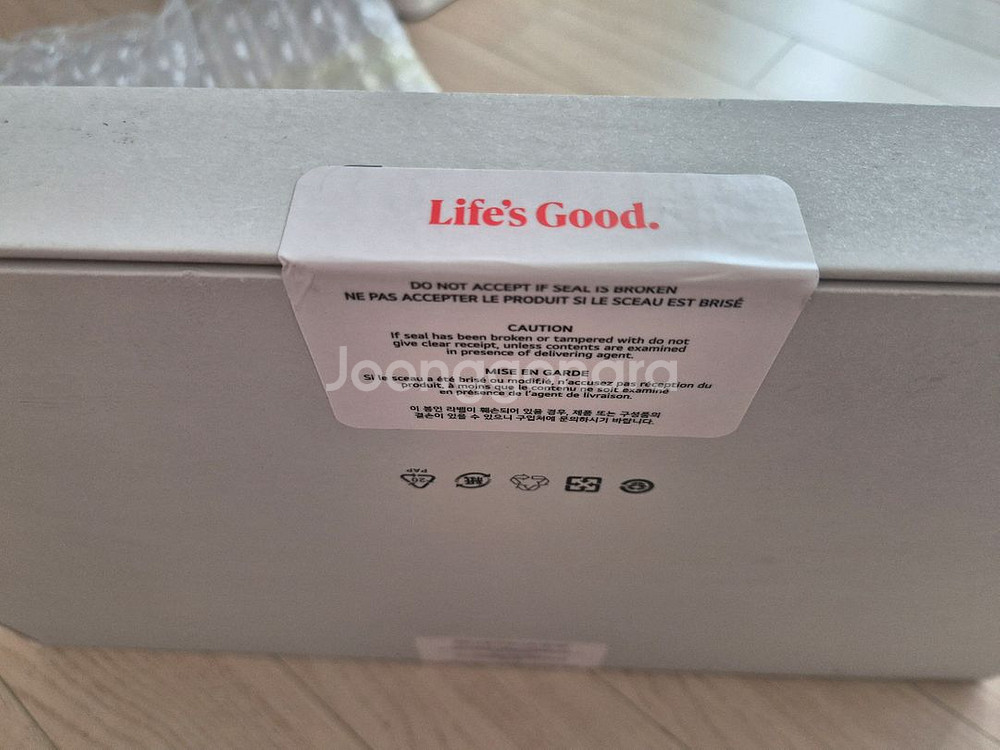 Life's Good.
DO NOT ACCEPT IF SEAL IS BROKEN
NE PAS ACCEPTER LE PRODUIT SI LE SCEAU EST BRISÉ
CAUTION
If seal has been broken or tampered with do not
give clear receipt, unless contents are examined
in presence of delivering agent.
MISE EN GARDE
Si le sceau a été brisé ou modifié, n'accusez pas réception du
produit, à moins que le contenu ne soit examiné
en présence de l'agent de livraison.
이 봉인 라벨이 훼손되어 있을 경우, 제품 또는 구성품의
결손이 있을 수 있으니 구입처에 문의하시기 바랍니다.
Joonggonara
20
PAP
紙